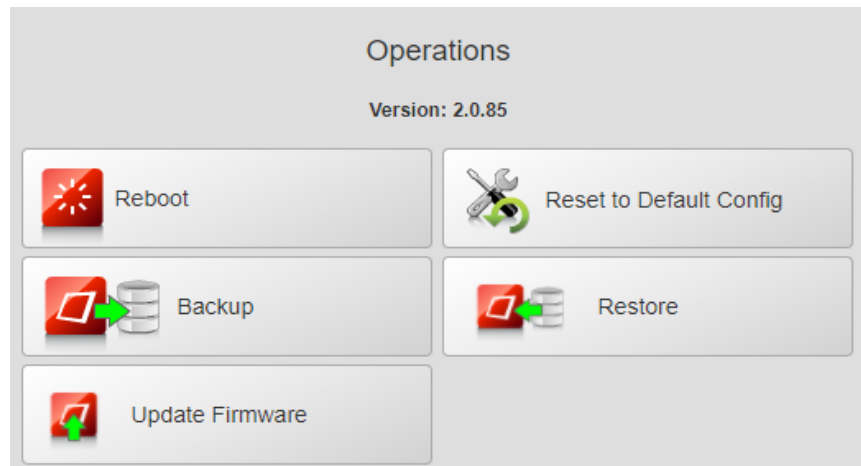 Operations
Version: 2.0.85
Reboot
Reset to Default Config
Backup
Restore
Update Firmware